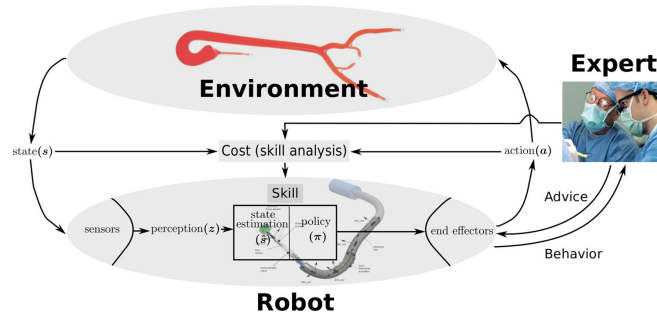 Expert
Environment
state(s)
Cost (skill analysis)
action(a)
Skill
Advice
sensors
perception(z)
state
estimation
(ŝ)
policy
(π)
end effectors
Behavior
Robot